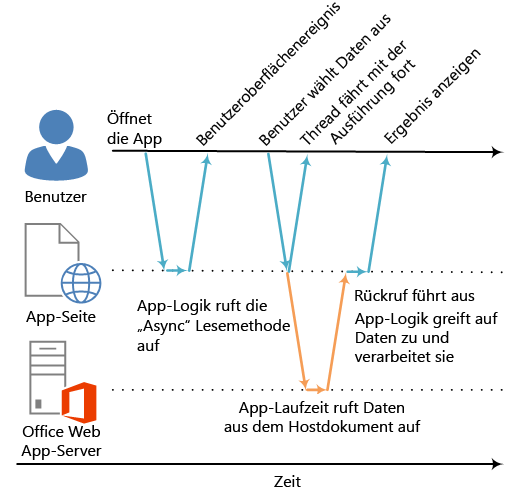 Öffnet
die App
Benutzeroberflächenereignis
Benutzer wählt Daten aus
Thread fährt mit der
Ausführung fort
Ergebnis anzeigen
Benutzer
App-Seite
App-Logik ruft die
„Async“ Lesemethode
auf
Rückruf führt aus
App-Logik greift auf
Daten zu und
verarbeitet sie
Office Web
App-Server
App-Laufzeit ruft Daten
aus dem Hostdokument auf
Zeit